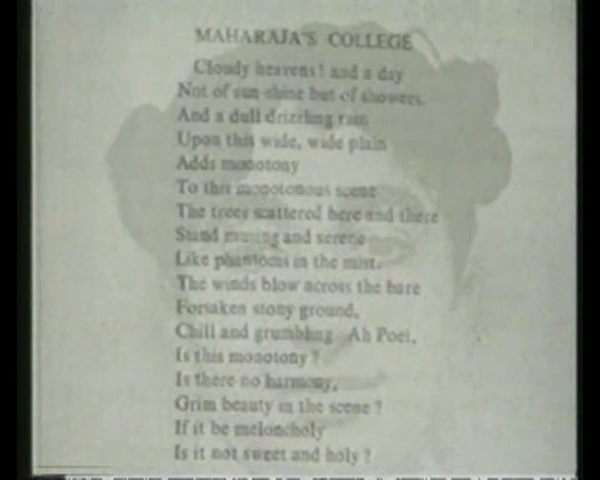 MAHARAJA'S COLLEGE
Cloudy heavens! and a day
Not of sun-shine but of showers.
And a dull drizzling rain
Upon this wide, wide plain
Adds monotony
To this monotonous scene
The trees scattered here and there
Stand musing and serene
Like phantoms in the mist.
The winds blow across the bare
Forsaken stony ground,
Chill and grumbling Ah Poet,
Is this monotony?
Is there no harmony,
Grim beauty in the scene?
If it be meloncholy
Is it not sweet and holy?